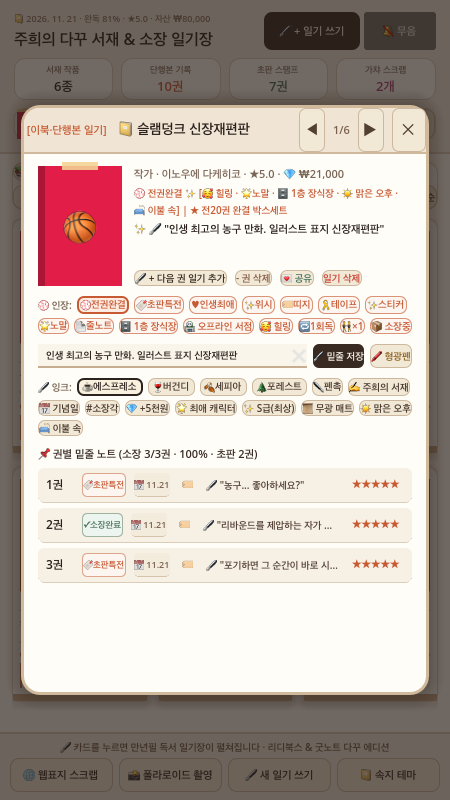 2026. 11. 21 · 완독 81% · ★5.0 · 자산 ₩80,000
주희의 다꾸 서재 & 소장 일기장
+ 일기 쓰기
무음
서재 작품
6종
단행본 기록
10권
초판 스탬프
7권
가챠 스크랩
2개
[이북·단행본 일기] 슬램덩크 신장재편판
◀ 1/6 ▶ ×
작가 · 이노우에 다케히코 · ★5.0 · 💎 ₩21,000
전권완결 ✨ [🥰 힐링 · 노말 · 1층 장식장 · 맑은 오후 ·
이불 속] | ★ 전20권 완결 박스세트
"인생 최고의 농구 만화. 일러스트 표지 신장재편판"
+ 다음 권 일기 추가
- 권 삭제
공유
일기 삭제
인장: 전권완결 초판특전 ♥인생최애 위시 띠지 테이프 스티커
노말 줄노트 1층 장식장 오프라인 서점 힐링 1회독 ×1 소장중
인생 최고의 농구 만화. 일러스트 표지 신장재편판
밑줄 저장
형광펜
잉크: 에스프레소 버건디 세피아 포레스트 펜촉 주희의 서재
기념일 #소장각 +5천원 최애 캐릭터 S급(최상) 무광 매트 맑은 오후
이불 속
권별 밑줄 노트 (소장 3/3권 · 100% · 초판 2권)
1권 초판특전 11.21 "농구... 좋아하세요?" ★★★★★
2권 ✓소장완료 11.21 "리바운드를 제압하는 자가 ... ★★★★★
3권 초판특전 11.21 "포기하면 그 순간이 바로 시... ★★★★★
카드를 누르면 만년필 독서 일기장이 펼쳐집니다 · 리디북스 & 굿노트 다꾸 에디션
웹표지 스크랩
폴라로이드 촬영
새 일기 쓰기
속지 테마